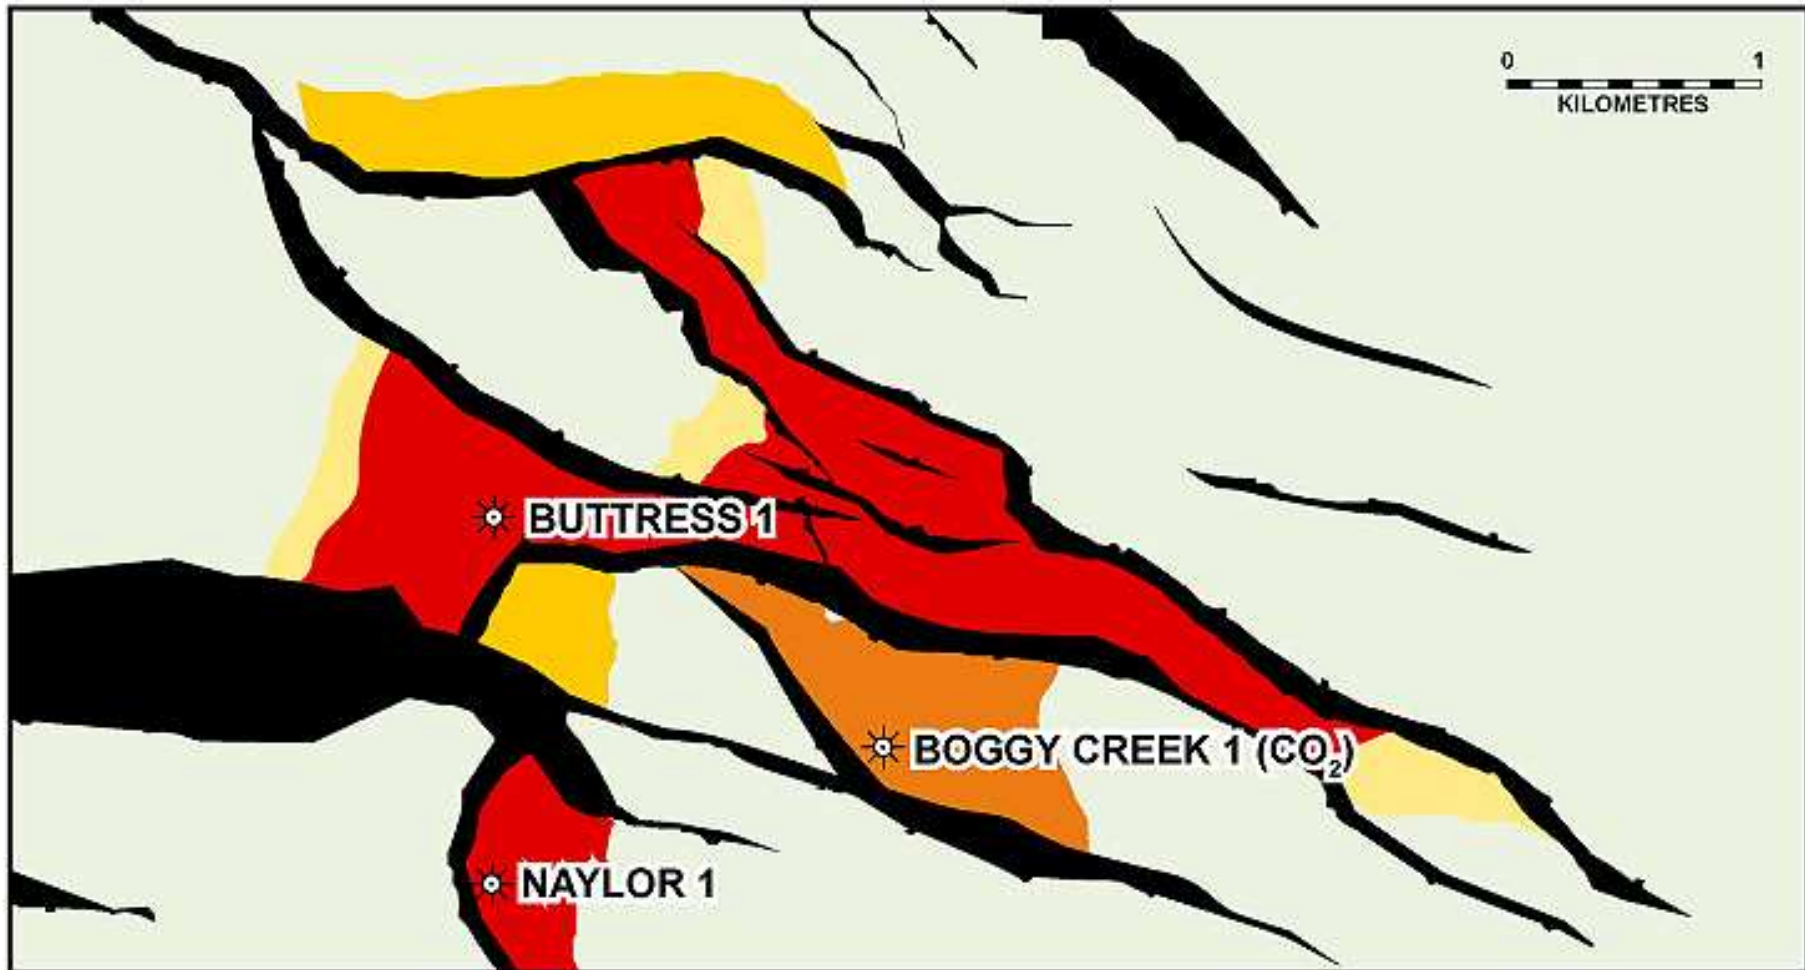 0 1
KILOMETRES
BUTTRESS 1
BOGGY CREEK 1 (CO₂)
NAYLOR 1